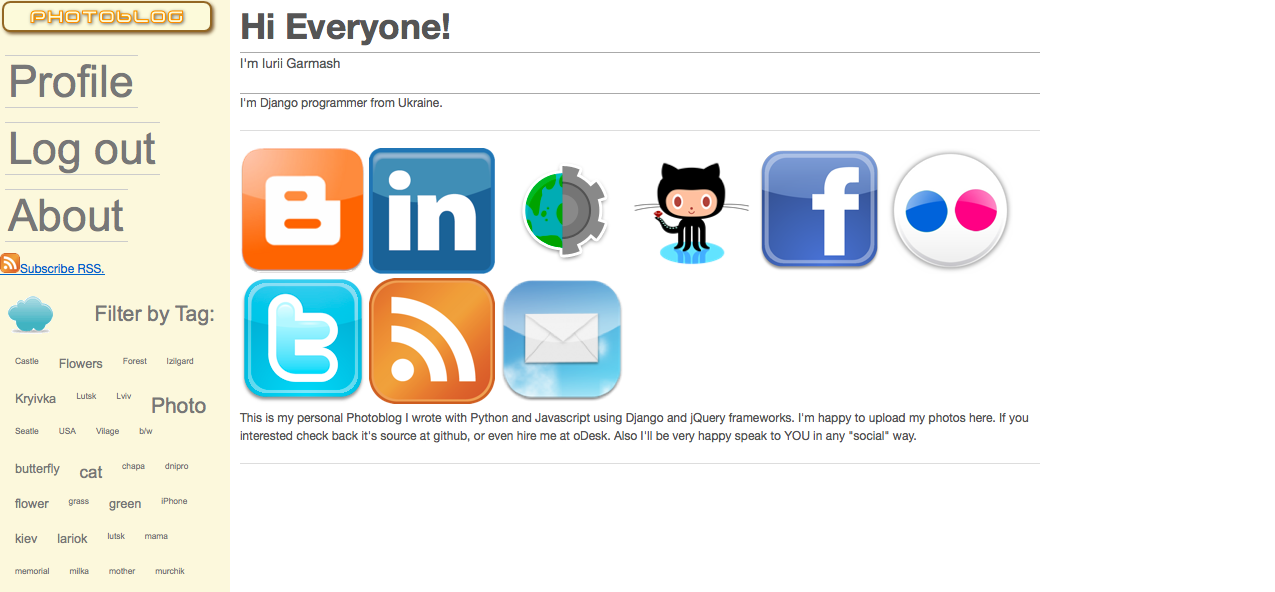 PHOTOBLOG
Profile
Log out
About
Subscribe RSS.
Filter by Tag:
Castle Flowers Forest Izilgard
Kryivka Lutsk Lviv Photo
Seatle USA Vilage b/w
butterfly cat chapa dnipro
flower grass green iPhone
kiev lariok lutsk mama
memorial milka mother murchik
Hi Everyone!
I'm Iurii Garmash
I'm Django programmer from Ukraine.
in
f
t
This is my personal Photoblog I wrote with Python and Javascript using Django and jQuery frameworks. I'm happy to upload my photos here. If you
interested check back it's source at github, or even hire me at oDesk. Also I'll be very happy speak to YOU in any "social" way.